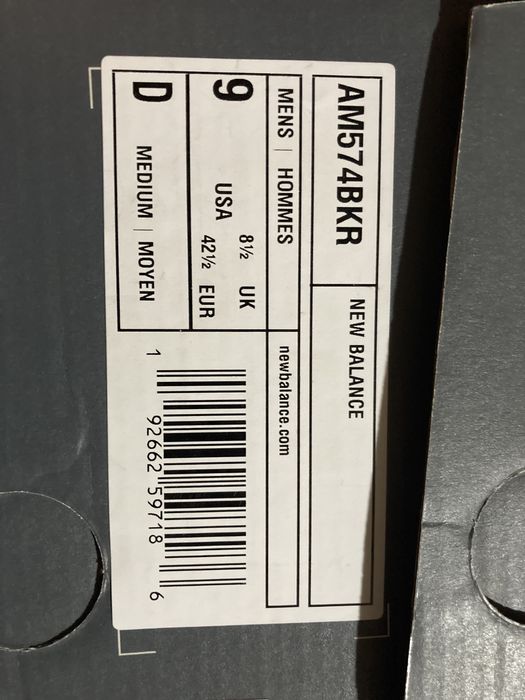 AM574BKR
NEW BALANCE
MENS | HOMMES
newbalance.com
9
USA
8½ UK
42½ EUR
D
MEDIUM | MOYEN
1 92662 59718 6